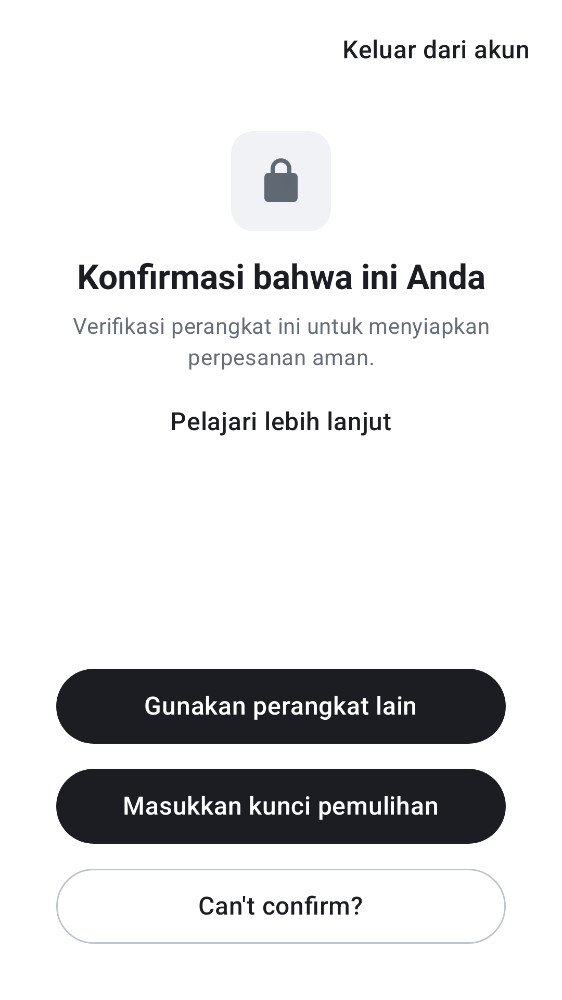 Keluar dari akun
Konfirmasi bahwa ini Anda
Verifikasi perangkat ini untuk menyiapkan
perpesanan aman.
Pelajari lebih lanjut
Gunakan perangkat lain
Masukkan kunci pemulihan
Can't confirm?